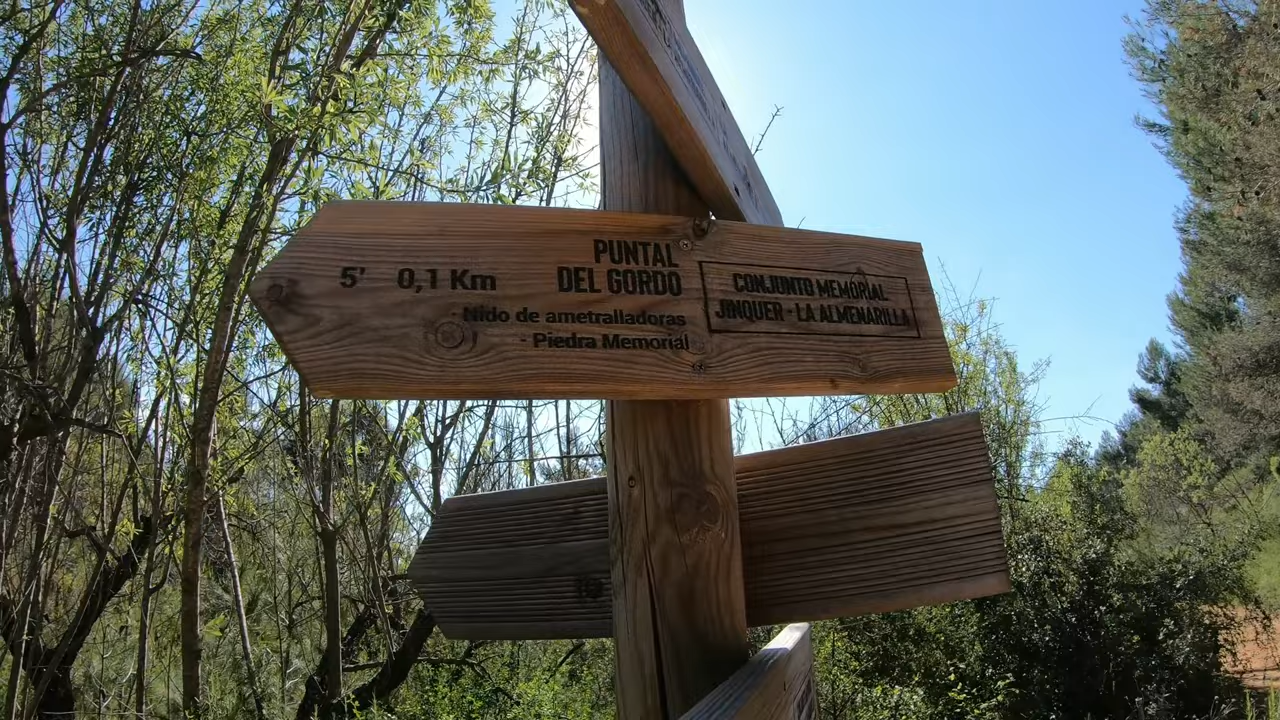 5' 0,1 Km
PUNTAL
DEL GORDO
- Nido de ametralladoras
- Piedra Memorial
CONJUNTO MEMORIAL
JINQUER - LA ALMENARILLA